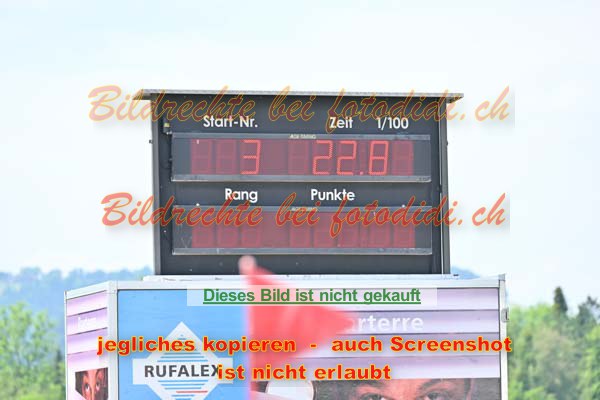 Bildrechte bei fotodidi.ch
Start-Nr. Zeit 1/100
3 22.8
Rang Punkte
Bildrechte bei fotodidi.ch
Dieses Bild ist nicht gekauft
jegliches kopieren - auch Screenshot
ist nicht erlaubt
RUFALEX